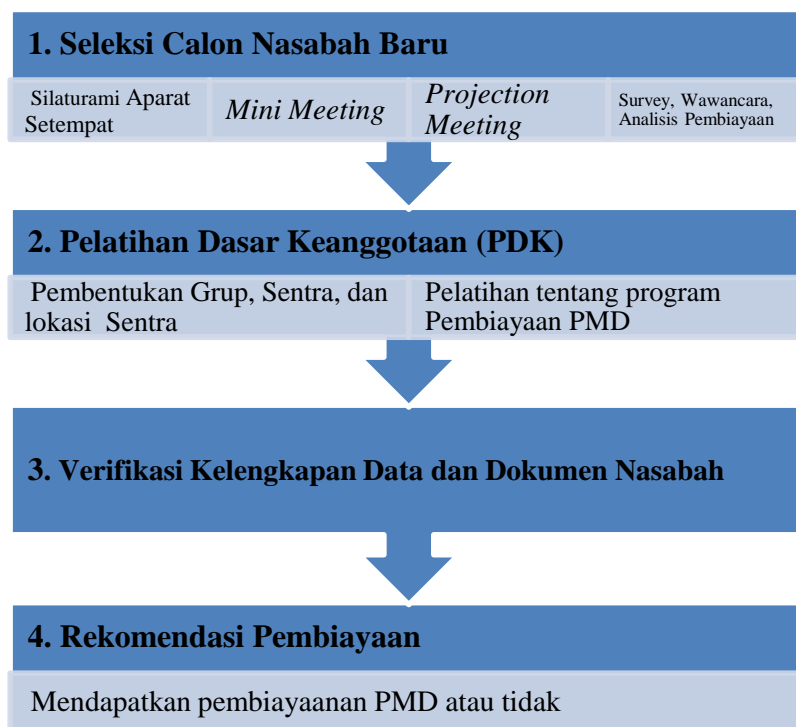 1. Seleksi Calon Nasabah Baru
Silaturami Aparat
Setempat
Mini Meeting
Projection
Meeting
Survey, Wawancara,
Analisis Pembiayaan
2. Pelatihan Dasar Keanggotaan (PDK)
Pembentukan Grup, Sentra, dan
lokasi Sentra
Pelatihan tentang program
Pembiayaan PMD
3. Verifikasi Kelengkapan Data dan Dokumen Nasabah
4. Rekomendasi Pembiayaan
Mendapatkan pembiayaanan PMD atau tidak